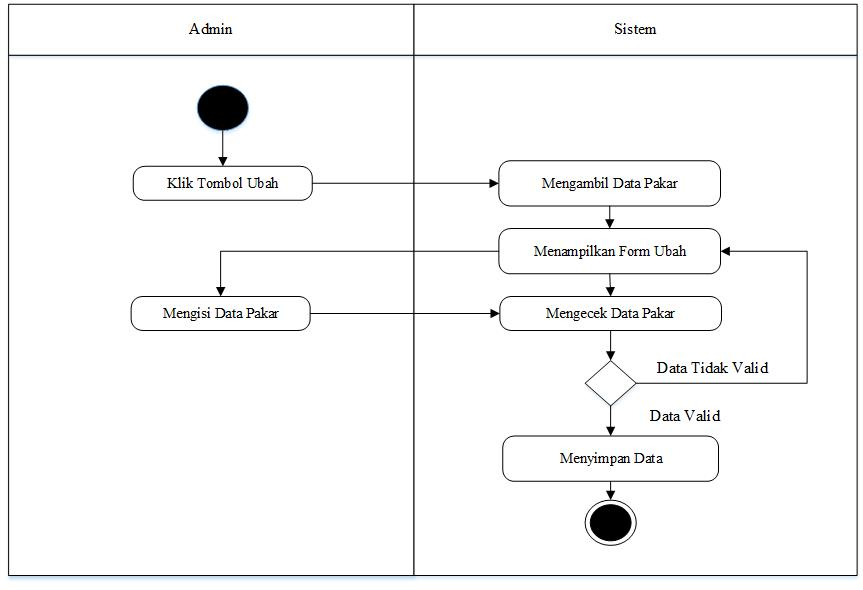 Admin
Sistem
Klik Tombol Ubah
Mengambil Data Pakar
Menampilkan Form Ubah
Mengisi Data Pakar
Mengecek Data Pakar
Data Tidak Valid
Data Valid
Menyimpan Data